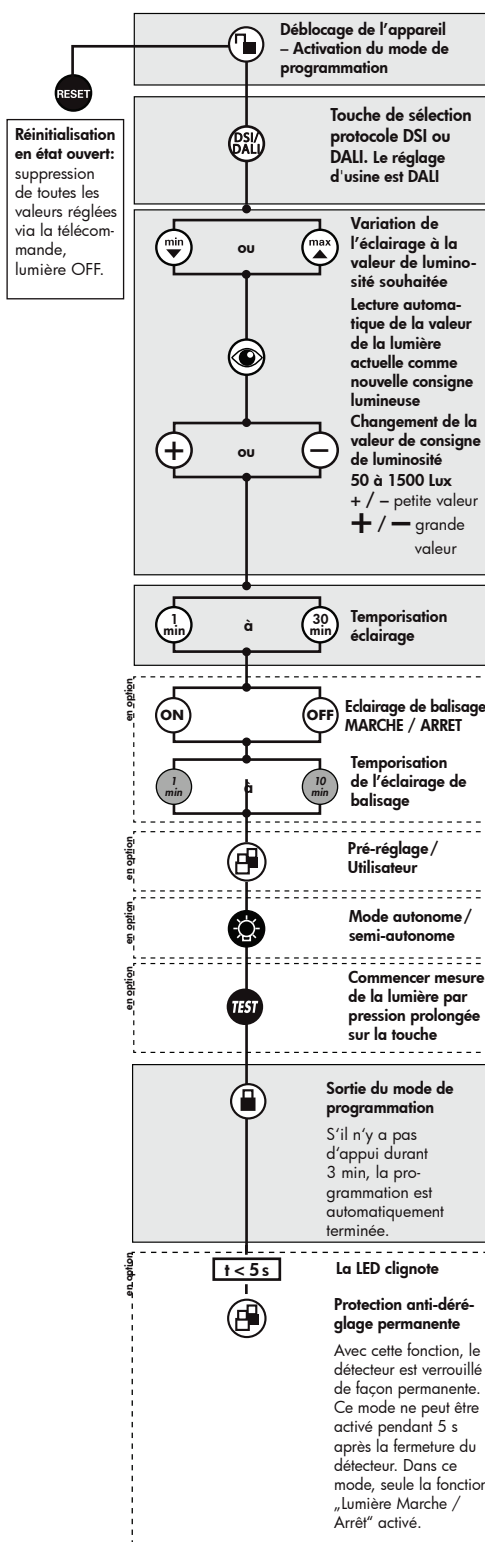 Déblocage de l'appareil
– Activation du mode de
programmation
RESET
Réinitialisation
en état ouvert:
suppression
de toutes les
valeurs réglées
via la télécom-
mande,
lumière OFF.
DSI/
DALI
Touche de sélection
protocole DSI ou
DALI. Le réglage
d'usine est DALI
min
ou
max
Variation de
l'éclairage à la
valeur de lumino-
sité souhaitée
Lecture automa-
tique de la valeur
de la lumière
actuelle comme
nouvelle consigne
lumineuse
+
ou
–
Changement de la
valeur de consigne
de luminosité
50 à 1500 Lux
+ / – petite valeur
+ / – grande
valeur
1
min
à
30
min
Temporisation
éclairage
en option
ON
OFF
Eclairage de balisage
MARCHE / ARRET
1
min
à
10
min
Temporisation
de l'éclairage de
balisage
en option
Pré-réglage/
Utilisateur
en option
Mode autonome/
semi-autonome
en option
TEST
Commencer mesure
de la lumière par
pression prolongée
sur la touche
Sortie du mode de
programmation
S'il n'y a pas
d'appui durant
3 min, la pro-
grammation est
automatiquement
terminée.
en option
t < 5 s
La LED clignote
Protection anti-déré-
glage permanente
Avec cette fonction, le
détecteur est verrouillé
de façon permanente.
Ce mode ne peut être
activé pendant 5 s
après la fermeture du
détecteur. Dans ce
mode, seule la fonction
„Lumière Marche /
Arrêt" activé.